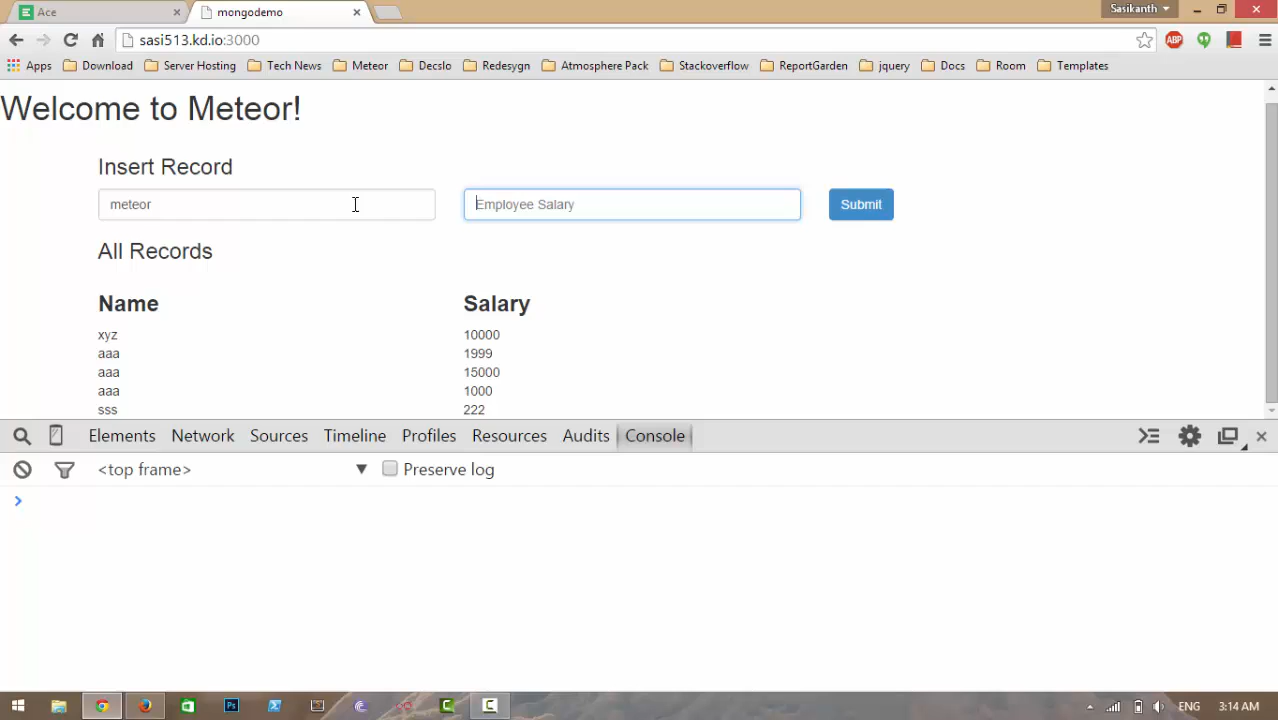 Ace
mongodemo
Sasikanth
sasi513.kd.io:3000
ABP
Apps Download Server Hosting Tech News Meteor Decslo Redesygn Atmosphere Pack Stackoverflow ReportGarden jquery Docs Room Templates
Welcome to Meteor!
Insert Record
meteor Employee Salary Submit
All Records
Name Salary
xyz 10000
aaa 1999
aaa 15000
aaa 1000
sss 222
Elements Network Sources Timeline Profiles Resources Audits Console
<top frame> Preserve log
Ps ENG 3:14 AM